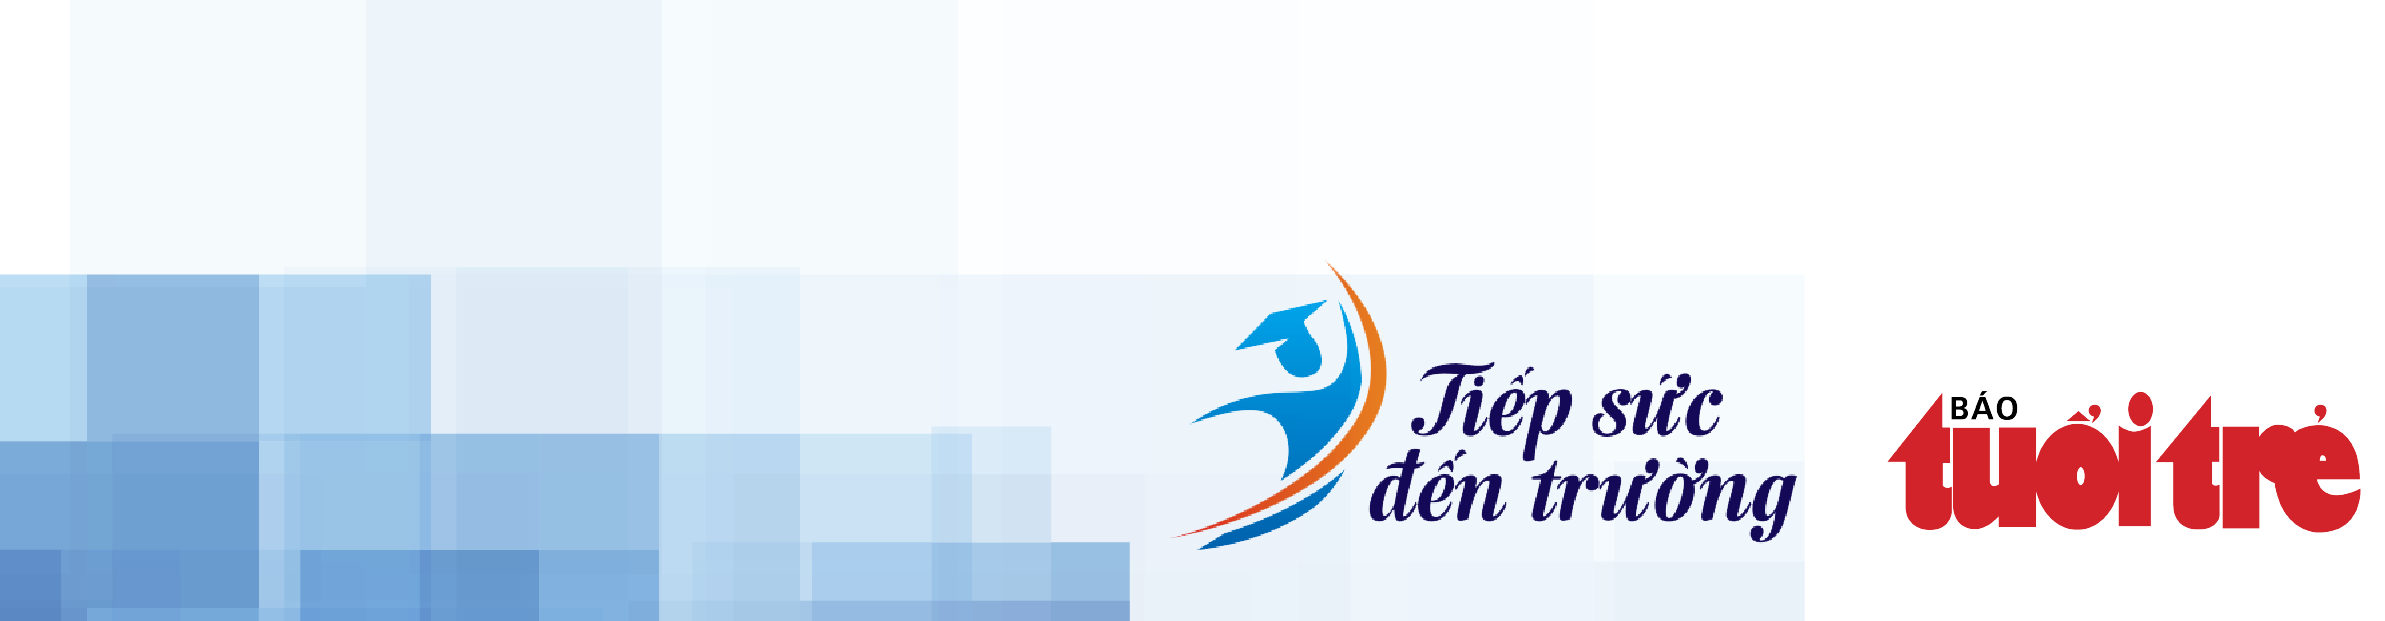 Tiếp sức
đến trường
BÁO
tuổi trẻ